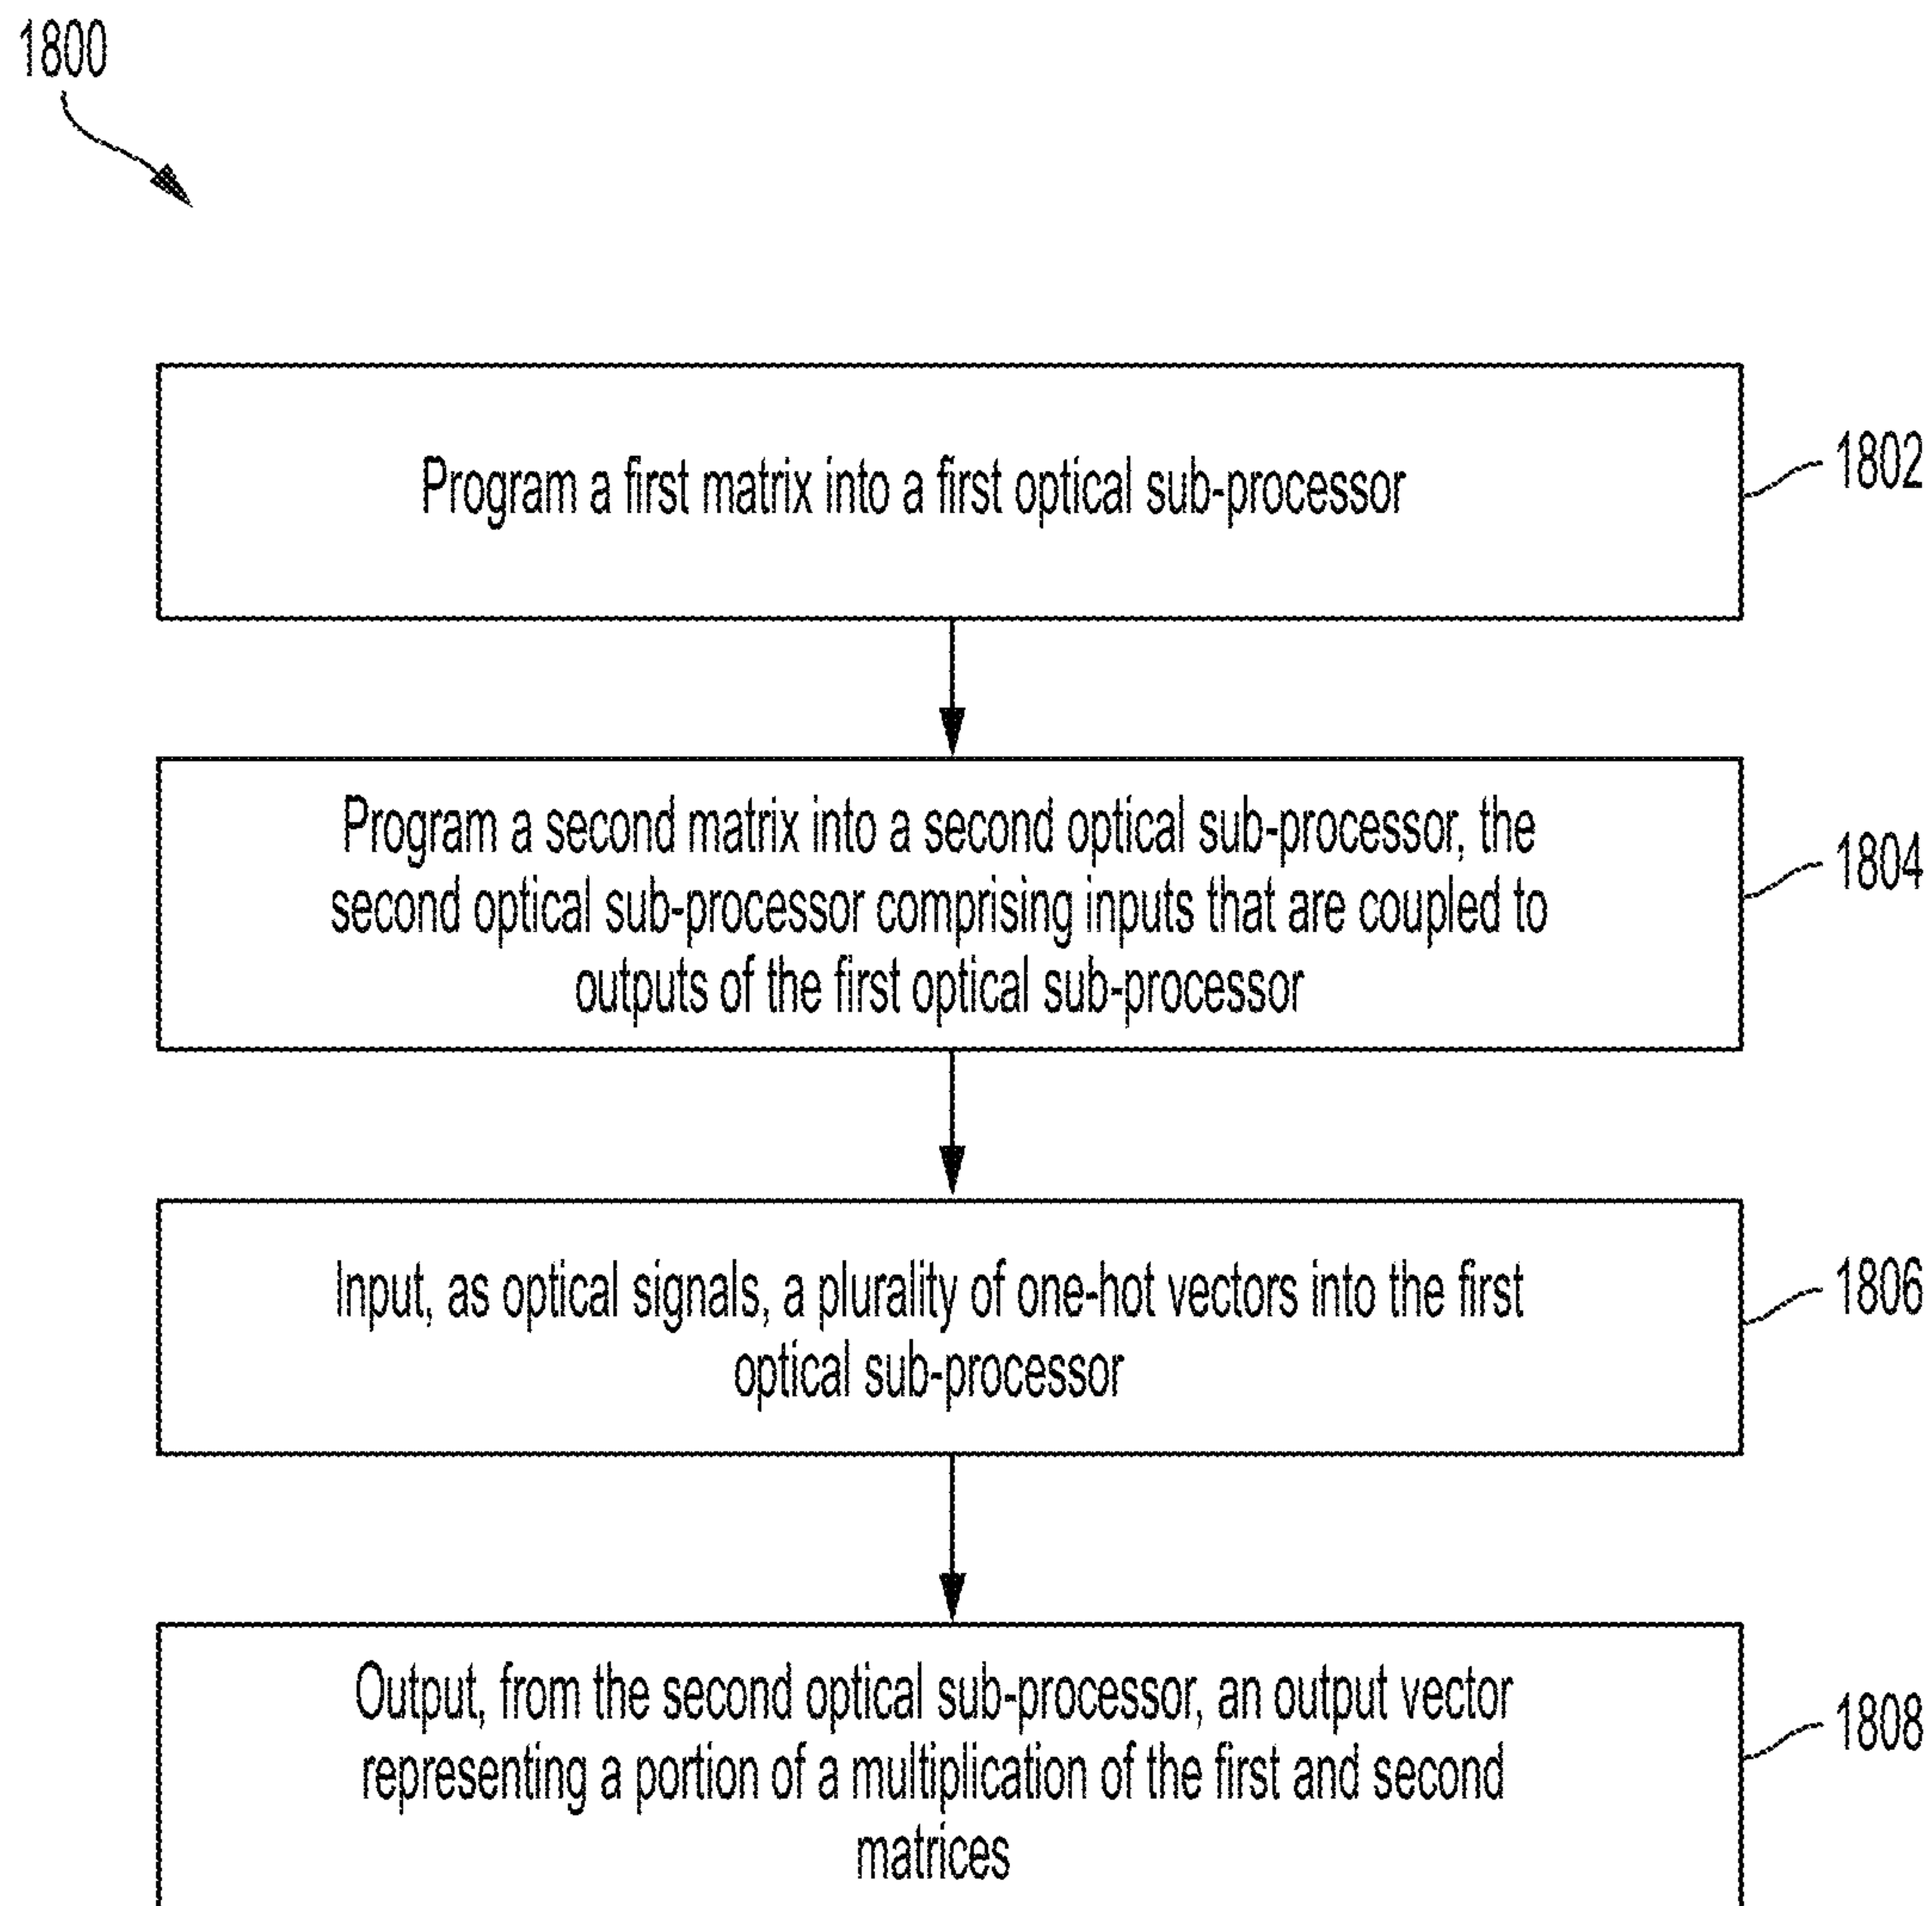 1800
Program a first matrix into a first optical sub-processor
1802
Program a second matrix into a second optical sub-processor, the
second optical sub-processor comprising inputs that are coupled to
outputs of the first optical sub-processor
1804
Input, as optical signals, a plurality of one-hot vectors into the first
optical sub-processor
1806
Output, from the second optical sub-processor, an output vector
representing a portion of a multiplication of the first and second
matrices
1808